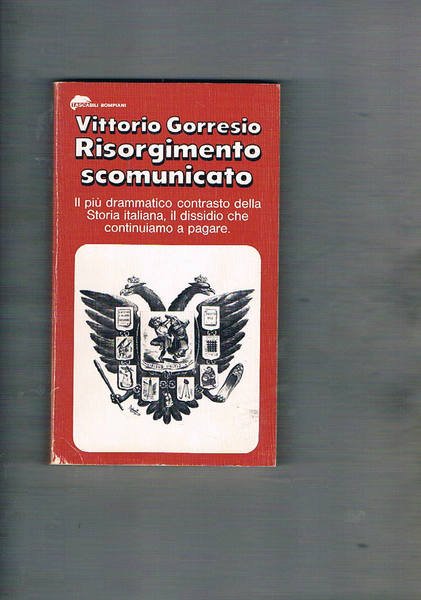 TASCABILI BOMPIANI
Vittorio Gorresio
Risorgimento
scomunicato
Il più drammatico contrasto della
Storia italiana, il dissidio che
continuiamo a pagare.